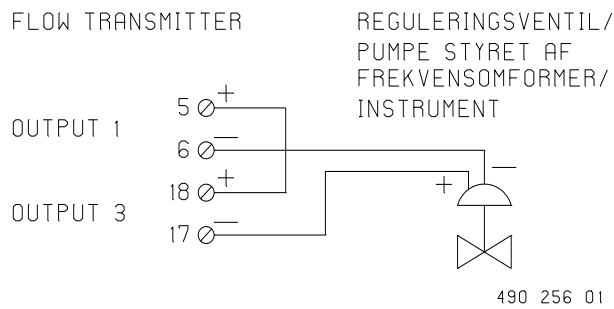 FLOW TRANSMITTER
REGULERINGSVENTIL/
PUMPE STYRET AF
FREKVENSOMFORMER/
INSTRUMENT
OUTPUT 1
5 +
6 −
OUTPUT 3
18 +
17 −
+ −
490 256 01